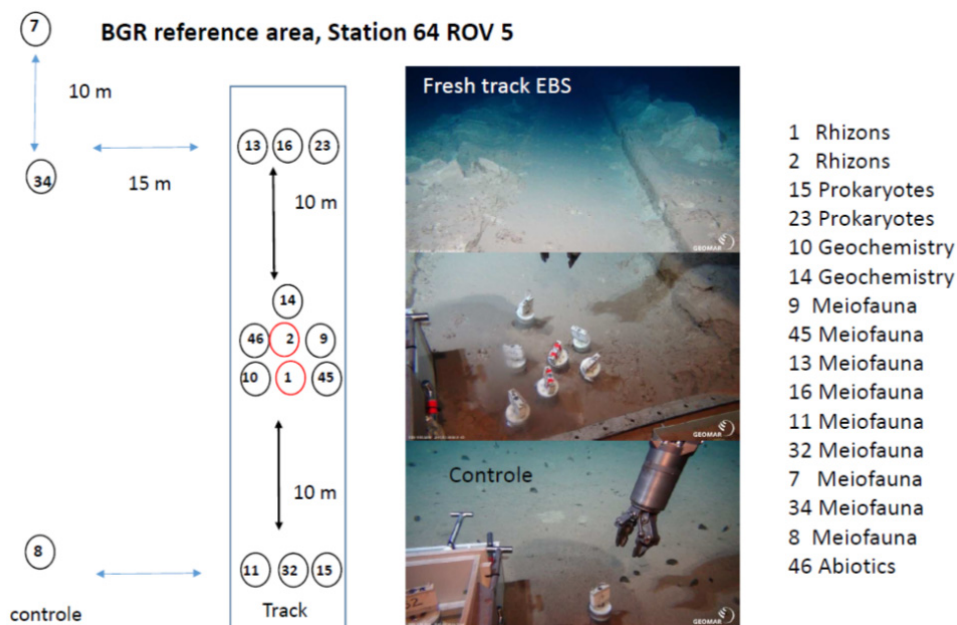 BGR reference area, Station 64 ROV 5
7
10 m
34
15 m
13 16 23
10 m
14
46 2 9
10 1 45
10 m
8
11 32 15
controle
Track
Fresh track EBS
GEOMAR
GEOMAR
Controle
GEOMAR
1 Rhizons
2 Rhizons
15 Prokaryotes
23 Prokaryotes
10 Geochemistry
14 Geochemistry
9 Meiofauna
45 Meiofauna
13 Meiofauna
16 Meiofauna
11 Meiofauna
32 Meiofauna
7 Meiofauna
34 Meiofauna
8 Meiofauna
46 Abiotics